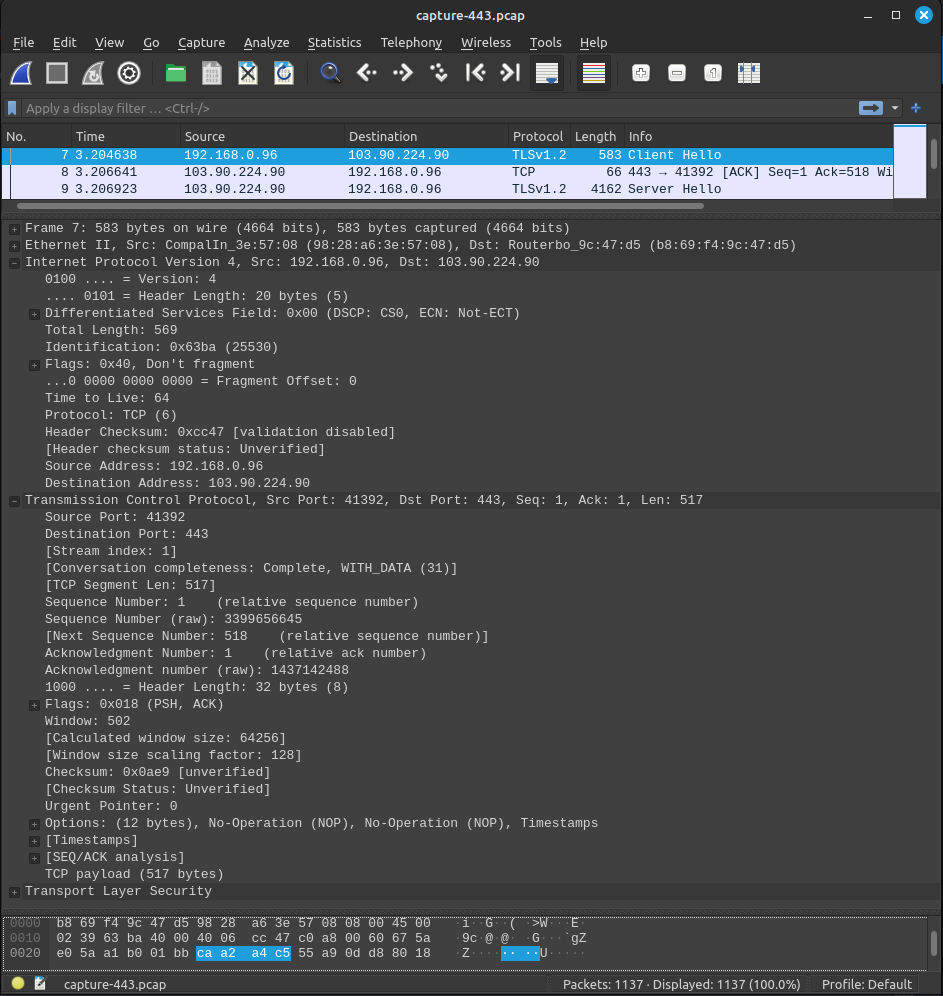 capture-443.pcap
File Edit View Go Capture Analyze Statistics Telephony Wireless Tools Help
Apply a display filter … <Ctrl-/>
No. Time Source Destination Protocol Length Info
7 3.204638 192.168.0.96 103.90.224.90 TLSv1.2 583 Client Hello
8 3.206641 103.90.224.90 192.168.0.96 TCP 66 443 → 41392 [ACK] Seq=1 Ack=518 Wi
9 3.206923 103.90.224.90 192.168.0.96 TLSv1.2 4162 Server Hello
Frame 7: 583 bytes on wire (4664 bits), 583 bytes captured (4664 bits)
Ethernet II, Src: CompalIn_3e:57:08 (98:28:a6:3e:57:08), Dst: Routerbo_9c:47:d5 (b8:69:f4:9c:47:d5)
Internet Protocol Version 4, Src: 192.168.0.96, Dst: 103.90.224.90
0100 .... = Version: 4
.... 0101 = Header Length: 20 bytes (5)
Differentiated Services Field: 0x00 (DSCP: CS0, ECN: Not-ECT)
Total Length: 569
Identification: 0x63ba (25530)
Flags: 0x40, Don't fragment
...0 0000 0000 0000 = Fragment Offset: 0
Time to Live: 64
Protocol: TCP (6)
Header Checksum: 0xcc47 [validation disabled]
[Header checksum status: Unverified]
Source Address: 192.168.0.96
Destination Address: 103.90.224.90
Transmission Control Protocol, Src Port: 41392, Dst Port: 443, Seq: 1, Ack: 1, Len: 517
Source Port: 41392
Destination Port: 443
[Stream index: 1]
[Conversation completeness: Complete, WITH_DATA (31)]
[TCP Segment Len: 517]
Sequence Number: 1    (relative sequence number)
Sequence Number (raw): 3399656645
[Next Sequence Number: 518    (relative sequence number)]
Acknowledgment Number: 1    (relative ack number)
Acknowledgment number (raw): 1437142488
1000 .... = Header Length: 32 bytes (8)
Flags: 0x018 (PSH, ACK)
Window: 502
[Calculated window size: 64256]
[Window size scaling factor: 128]
Checksum: 0x0ae9 [unverified]
[Checksum Status: Unverified]
Urgent Pointer: 0
Options: (12 bytes), No-Operation (NOP), No-Operation (NOP), Timestamps
[Timestamps]
[SEQ/ACK analysis]
TCP payload (517 bytes)
Transport Layer Security
0000 b8 69 f4 9c 47 d5 98 28 a6 3e 57 08 08 00 45 00 ·i··G··( ·>W···E·
0010 02 39 63 ba 40 00 40 06 cc 47 c0 a8 00 60 67 5a ·9c·@·@· ·G···`gZ
0020 e0 5a a1 b0 01 bb ca a2 a4 c5 55 a9 0d d8 80 18 ·Z······ ··U·····
capture-443.pcap Packets: 1137 · Displayed: 1137 (100.0%) Profile: Default